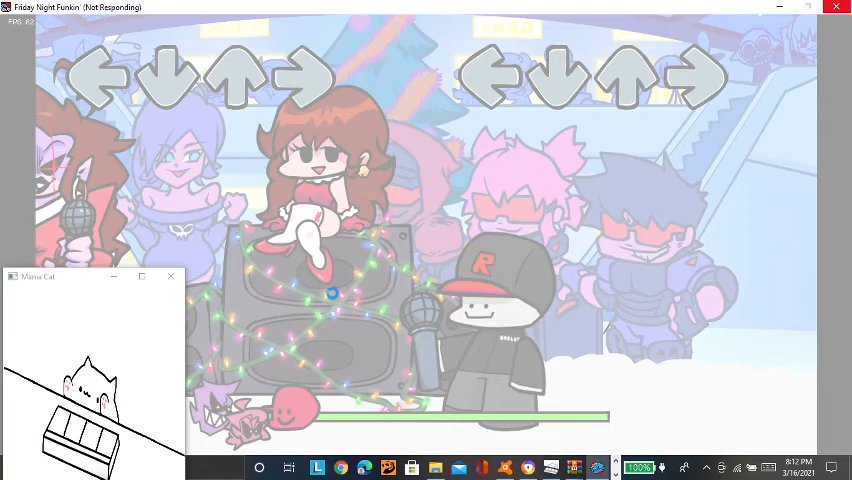 Friday Night Funkin' (Not Responding)
FPS: 62
R
Mania Cat
100%
8:12 PM
3/16/2021